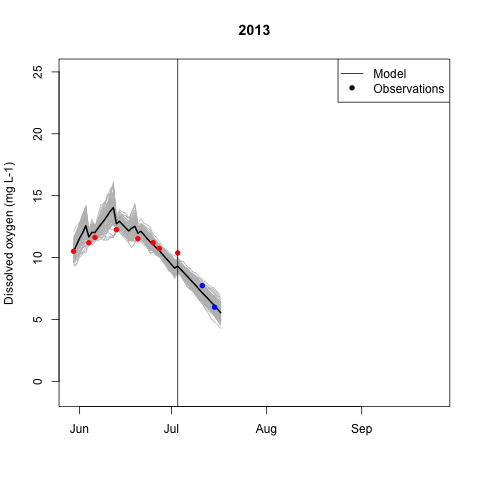 2013
Model
Observations
Dissolved oxygen (mg L-1)
25
20
15
10
5
0
Jun
Jul
Aug
Sep